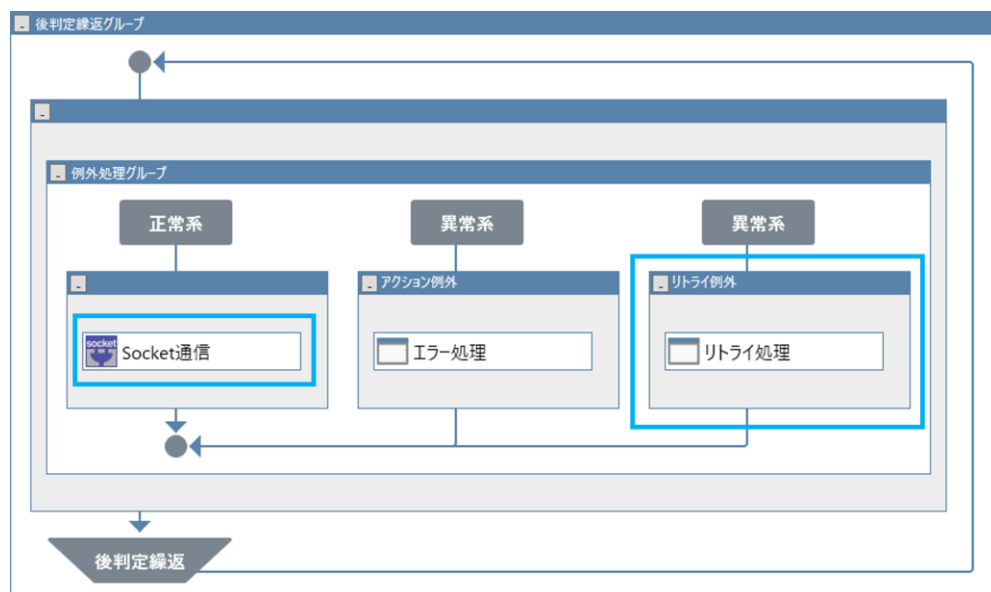 後判定繰返グループ
例外処理グループ
正常系
異常系
異常系
アクション例外
リトライ例外
socket
Socket通信
エラー処理
リトライ処理
後判定繰返